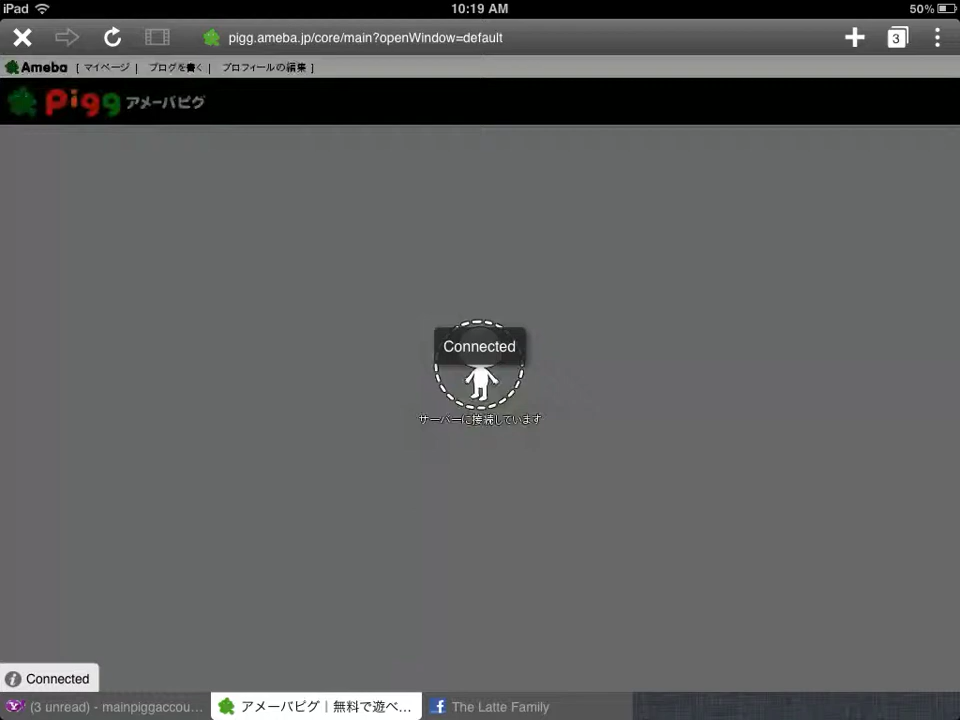 iPad 10:19 AM 50%
pigg.ameba.jp/core/main?openWindow=default 3
Ameba [ マイページ | ブログを書く | プロフィールの編集 ]
Pigg アメーバピグ
Connected
サーバーに接続しています
i Connected
(3 unread) - mainpiggaccou... アメーバピグ | 無料で遊べ... The Latte Family